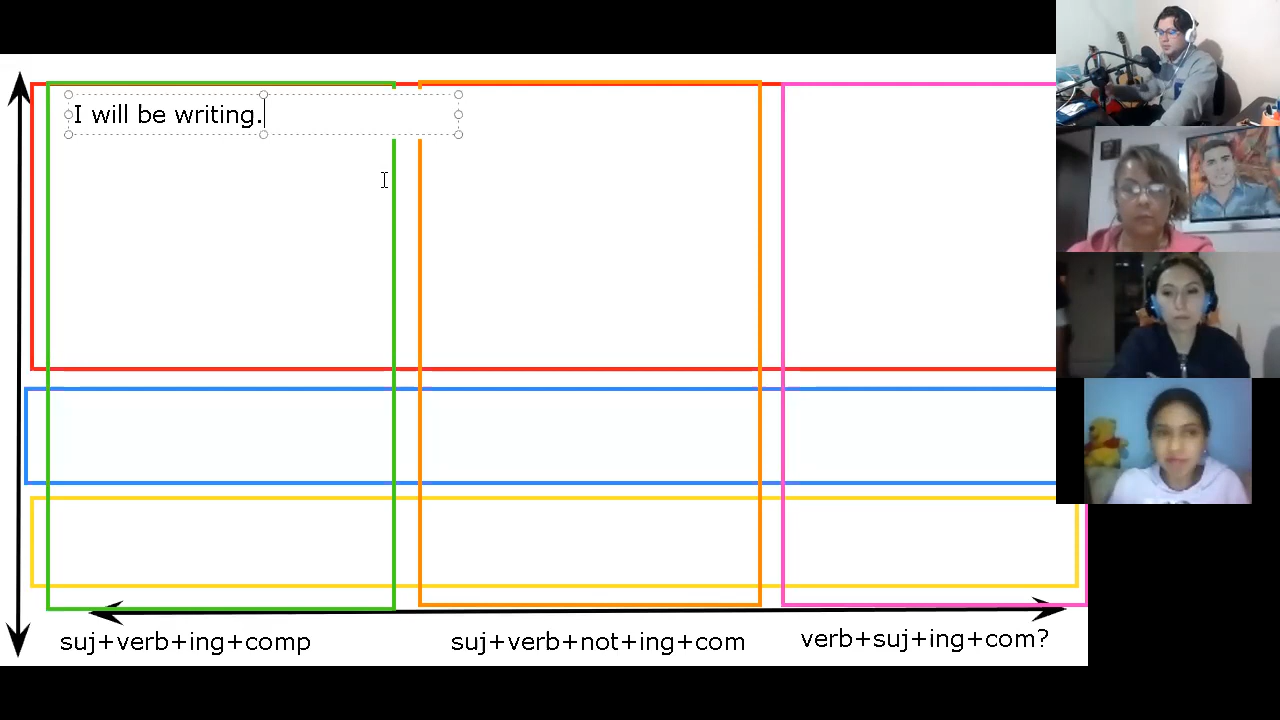 I will be writing.
suj+verb+ing+comp
suj+verb+not+ing+com
verb+suj+ing+com?